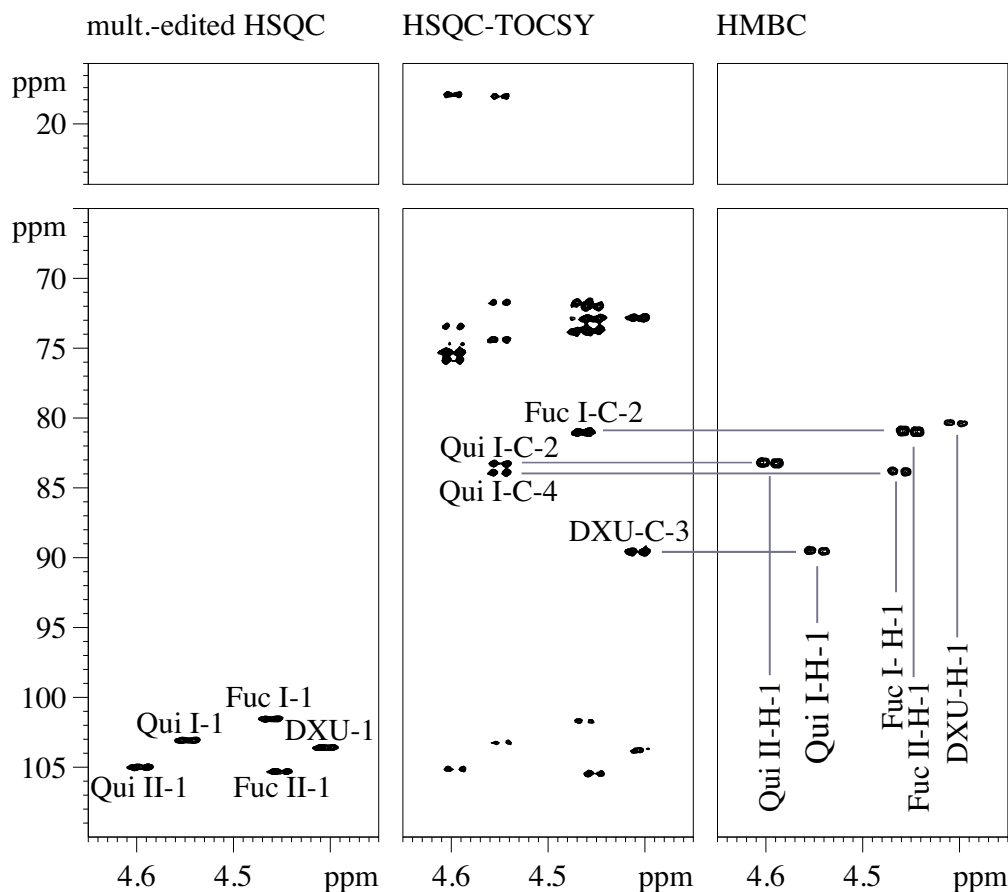 mult.-edited HSQC
HSQC-TOCSY
HMBC
ppm
20
ppm
70
75
80
85
90
95
100
105
Fuc I-C-2
Qui I-C-2
Qui I-C-4
DXU-C-3
Fuc I-1
Qui I-1
DXU-1
Qui II-1
Fuc II-1
Qui II-H-1
Qui I-H-1
Fuc I- H-1
Fuc II-H-1
DXU-H-1
4.6
4.5
ppm
4.6
4.5
ppm
4.6
4.5
ppm